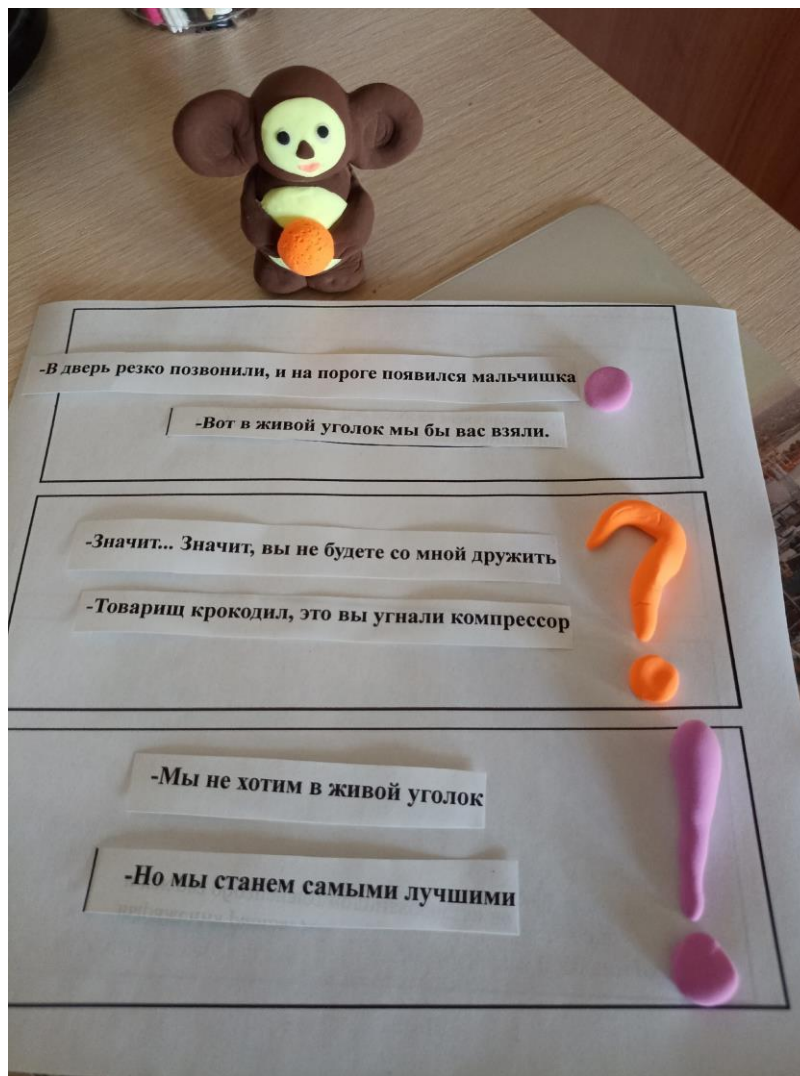 -В дверь резко позвонили, и на пороге появился мальчишка
-Вот в живой уголок мы бы вас взяли.
-Значит... Значит, вы не будете со мной дружить
?
-Товарищ крокодил, это вы угнали компрессор
-Мы не хотим в живой уголок
!
-Но мы станем самыми лучшими